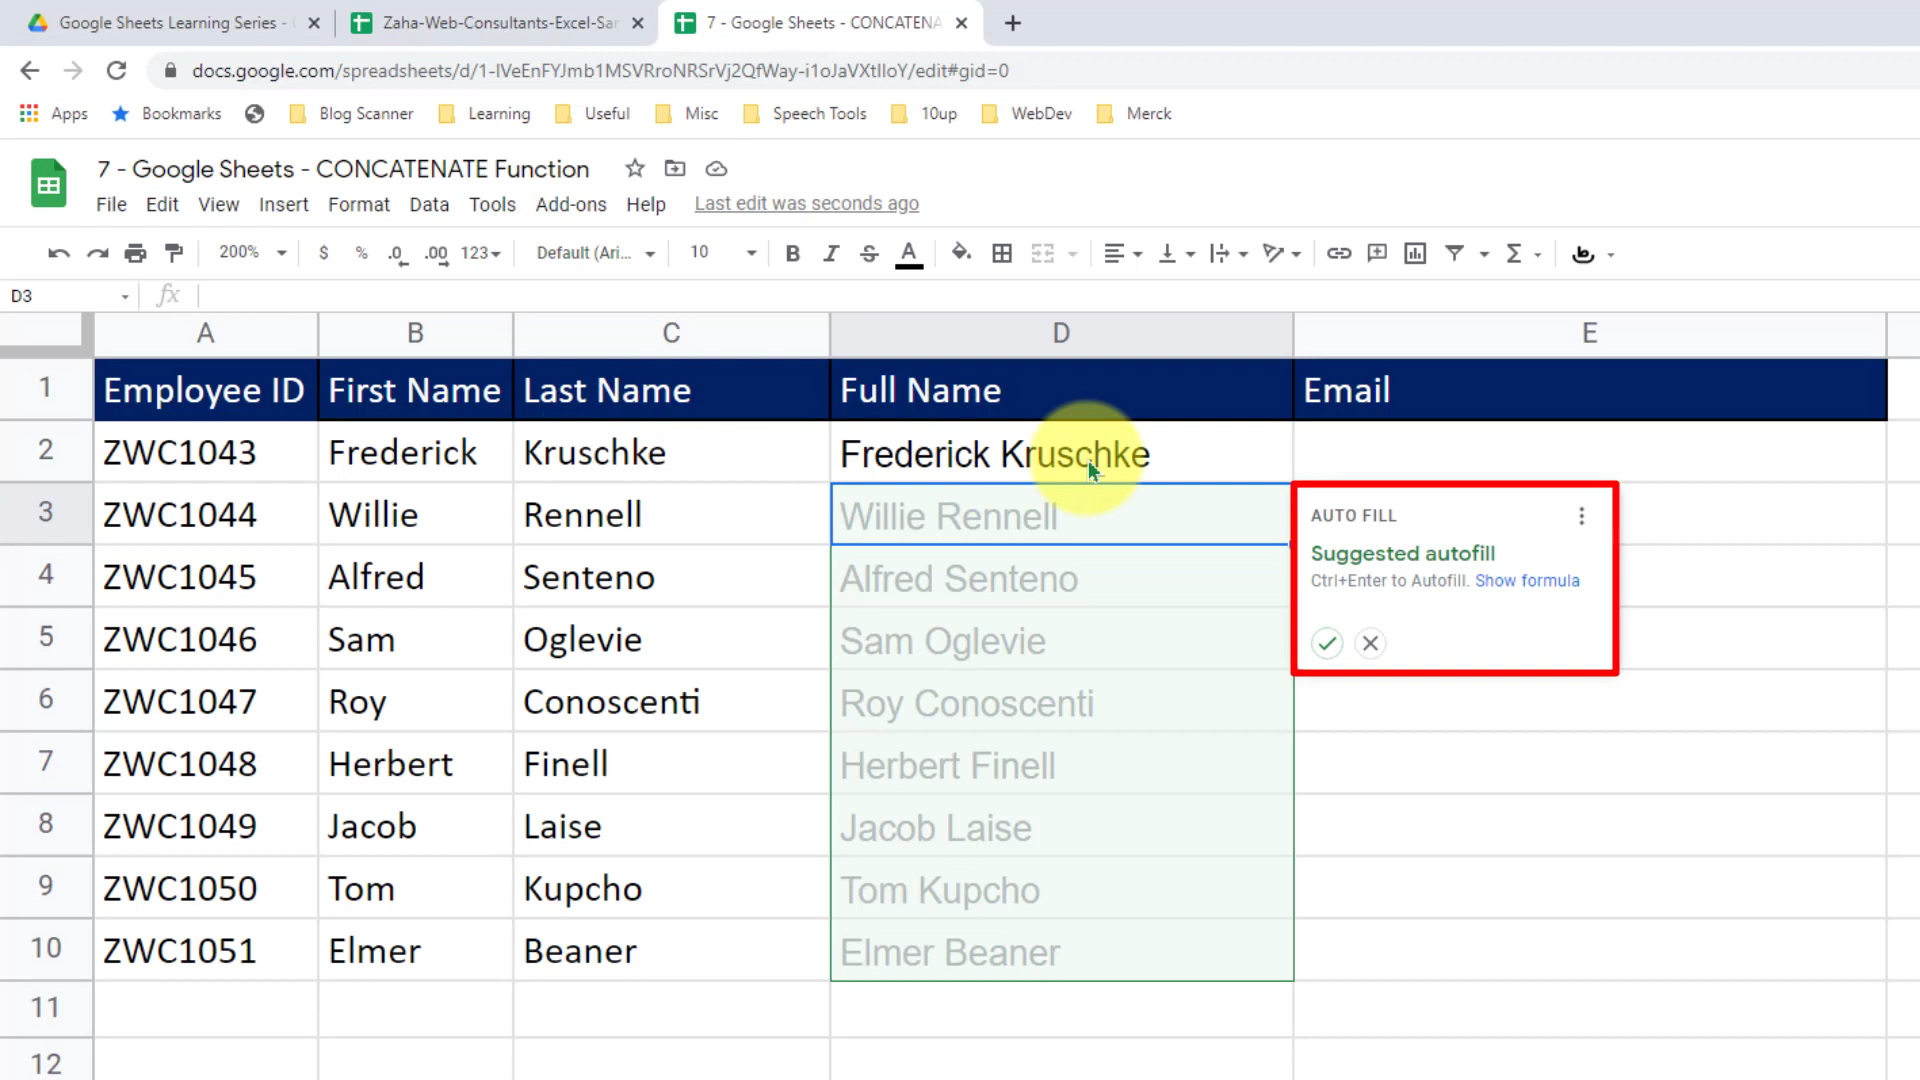 Google Sheets Learning Series -
Zaha-Web-Consultants-Excel-Sar
7 - Google Sheets - CONCATENA
docs.google.com/spreadsheets/d/1-lVeEnFYJmb1MSVRroNRSrVj2QfWay-i1oJaVXtlloY/edit#gid=0
Apps Bookmarks Blog Scanner Learning Useful Misc Speech Tools 10up WebDev Merck
7 - Google Sheets - CONCATENATE Function
File Edit View Insert Format Data Tools Add-ons Help Last edit was seconds ago
200% $ % .0 .00 123 Default (Ari... 10 B I S A Σ
D3 fx
A B C D E
1 Employee ID First Name Last Name Full Name Email
2 ZWC1043 Frederick Kruschke Frederick Kruschke
3 ZWC1044 Willie Rennell Willie Rennell
AUTO FILL
Suggested autofill
Ctrl+Enter to Autofill. Show formula
4 ZWC1045 Alfred Senteno Alfred Senteno
5 ZWC1046 Sam Oglevie Sam Oglevie
6 ZWC1047 Roy Conoscenti Roy Conoscenti
7 ZWC1048 Herbert Finell Herbert Finell
8 ZWC1049 Jacob Laise Jacob Laise
9 ZWC1050 Tom Kupcho Tom Kupcho
10 ZWC1051 Elmer Beaner Elmer Beaner
11
12